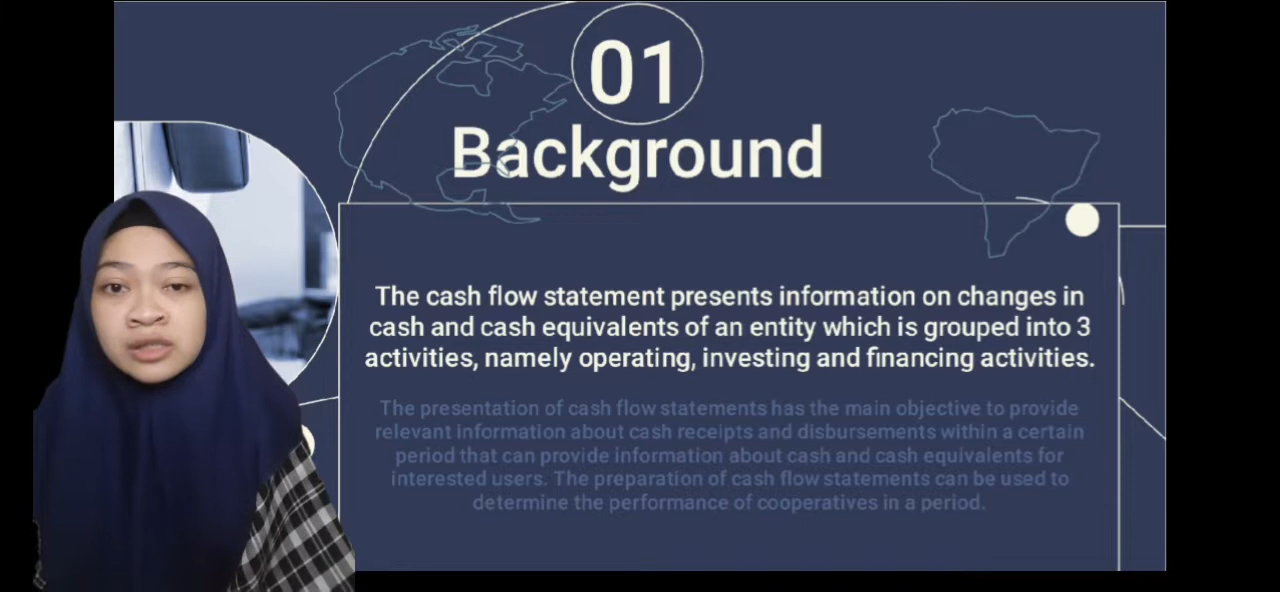 01
Background
The cash flow statement presents information on changes in
cash and cash equivalents of an entity which is grouped into 3
activities, namely operating, investing and financing activities.
The presentation of cash flow statements has the main objective to provide
relevant information about cash receipts and disbursements within a certain
period that can provide information about cash and cash equivalents for
interested users. The preparation of cash flow statements can be used to
determine the performance of cooperatives in a period.